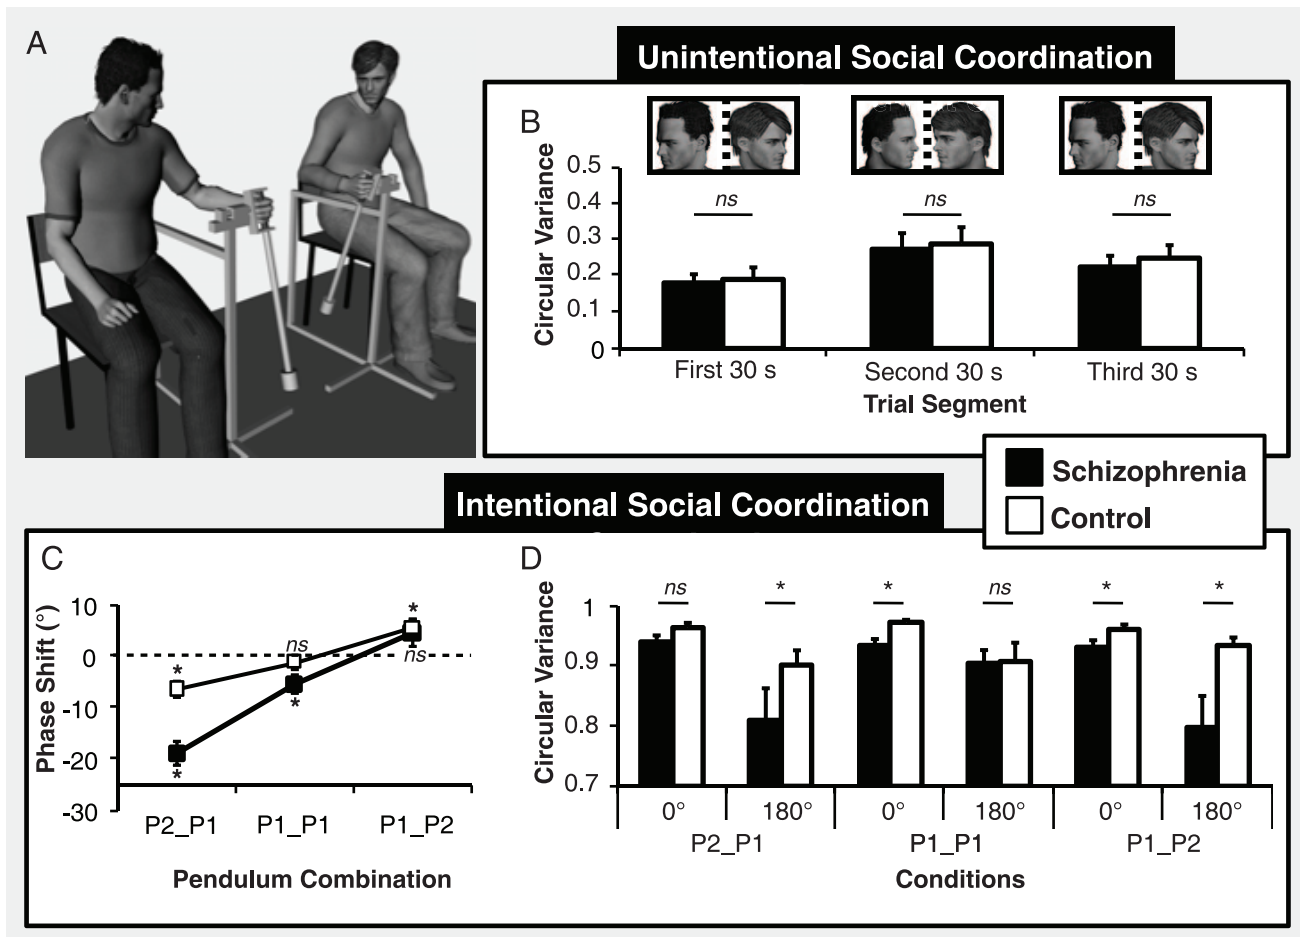 A
Unintentional Social Coordination
B
Circular Variance
0.5
0.4
0.3
0.2
0.1
0
ns
ns
ns
First 30 s
Second 30 s
Third 30 s
Trial Segment
Schizophrenia
Control
Intentional Social Coordination
C
Phase Shift (°)
10
0
-10
-20
-30
*
*
ns
*
*
ns
P2_P1
P1_P1
P1_P2
Pendulum Combination
D
Circular Variance
1
0.9
0.8
0.7
ns
*
*
ns
*
*
0°
180°
0°
180°
0°
180°
P2_P1
P1_P1
P1_P2
Conditions